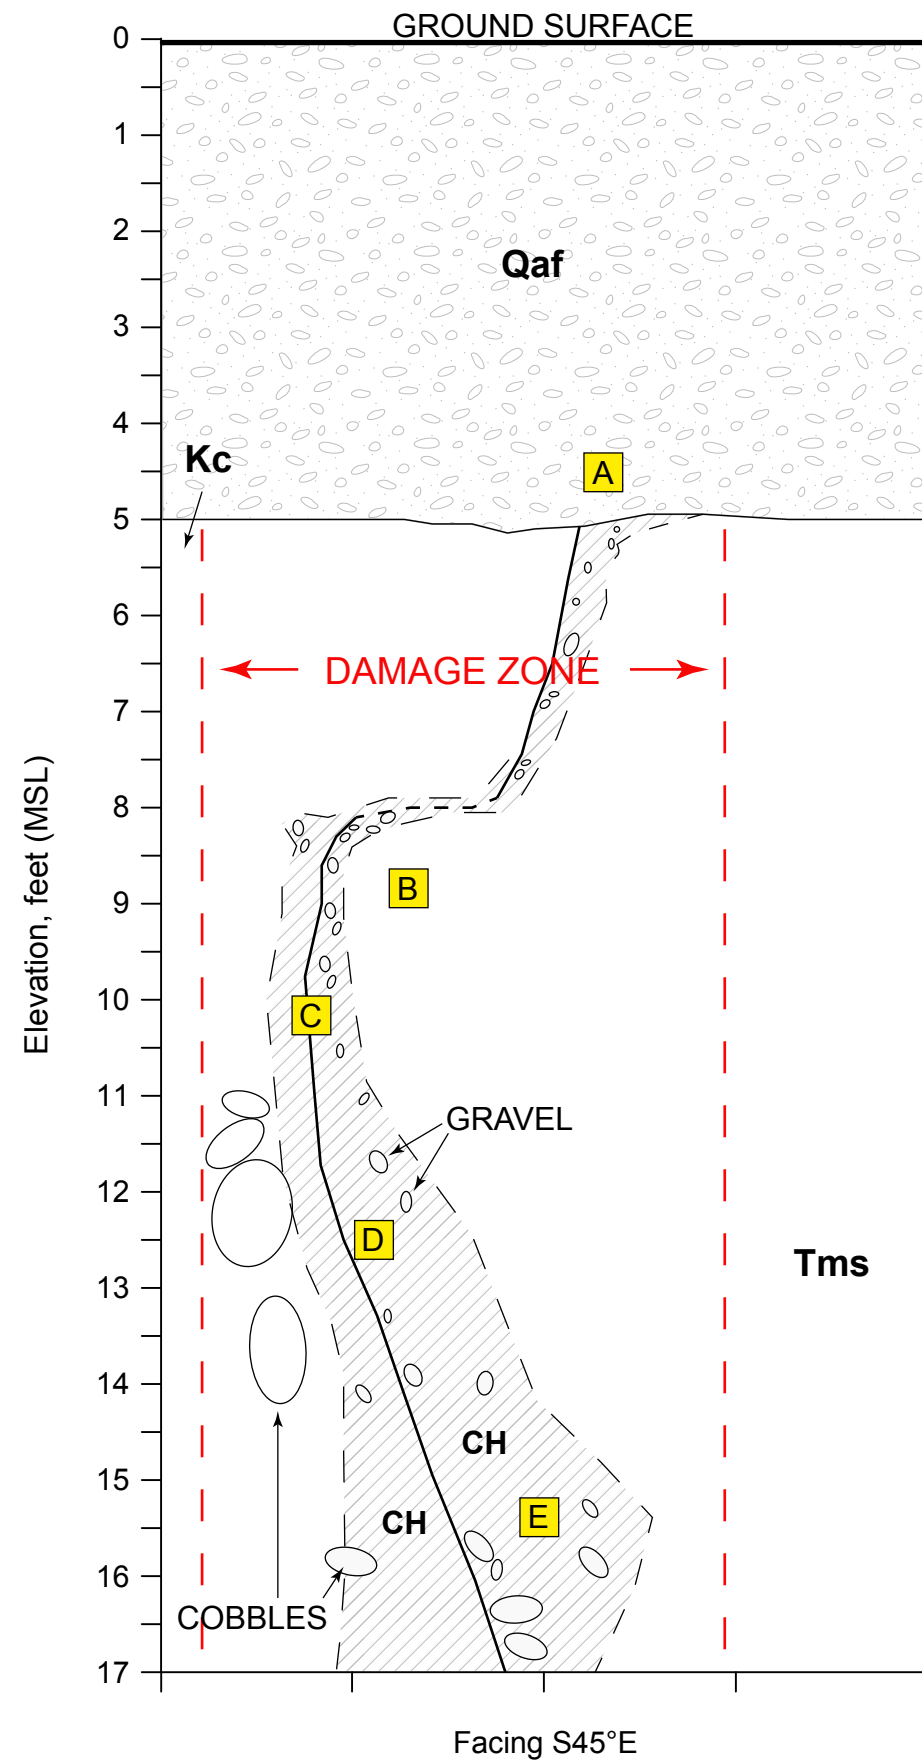 GROUND SURFACE
0
1
2
Qaf
3
4
Kc
A
5
6
DAMAGE ZONE
7
8
B
9
Elevation, feet (MSL)
10
C
11
GRAVEL
12
D
Tms
13
14
CH
15
CH
E
16
COBBLES
17
Facing S45°E